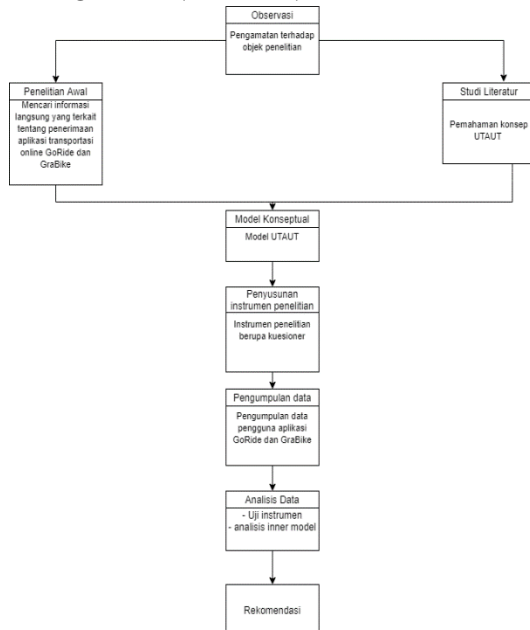 Observasi
Pengamatan terhadap
objek penelitian
Penelitian Awal
Mencari informasi
langsung yang terkait
tentang penerimaan
aplikasi transportasi
online GoRide dan
GraBike
Studi Literatur
Pemahaman konsep
UTAUT
Model Konseptual
Model UTAUT
Penyusunan
instrumen penelitian
Instrumen penelitian
berupa kuesioner
Pengumpulan data
Pengumpulan data
pengguna aplikasi
GoRide dan GraBike
Analisis Data
- Uji instrumen
- analisis inner model
Rekomendasi